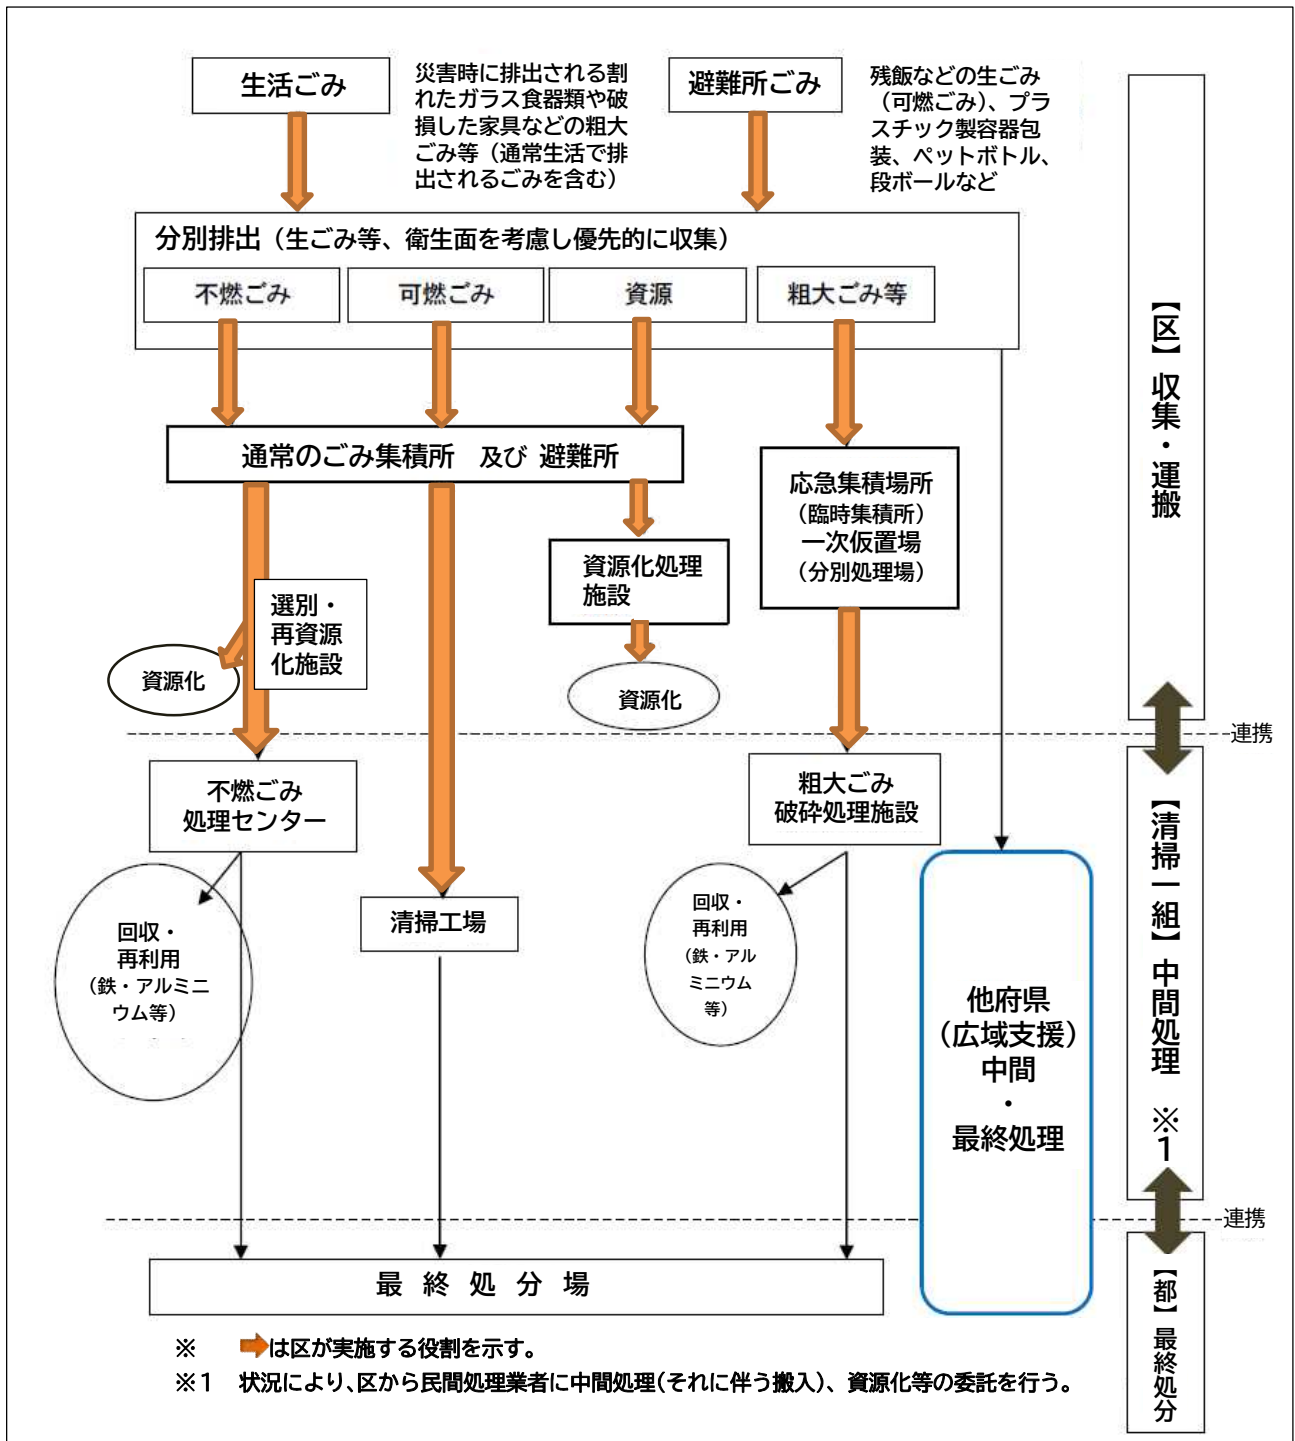 生活ごみ
災害時に排出される割
れたガラス食器類や破
損した家具などの粗大
ごみ等（通常生活で排
出されるごみを含む）
避難所ごみ
残飯などの生ごみ
（可燃ごみ）、プラ
スチック製容器包
装、ペットボトル、
段ボールなど
分別排出（生ごみ等、衛生面を考慮し優先的に収集）
不燃ごみ
可燃ごみ
資源
粗大ごみ等
通常のごみ集積所　及び 避難所
応急集積場所
（臨時集積所）
一次仮置場
（分別処理場）
資源化処理
施設
選別・
再資源
化施設
資源化
資源化
【区】収集・運搬
連携
不燃ごみ
処理センター
粗大ごみ
破砕処理施設
回収・
再利用
（鉄・アルミニ
ウム等）
清掃工場
回収・
再利用
（鉄・アル
ミニウム
等）
他府県
（広域支援）
中間
・
最終処理
【清掃一組】中間処理　※1
連携
最 終 処 分 場
【都】最終処分
※　は区が実施する役割を示す。
※1　状況により、区から民間処理業者に中間処理（それに伴う搬入）、資源化等の委託を行う。